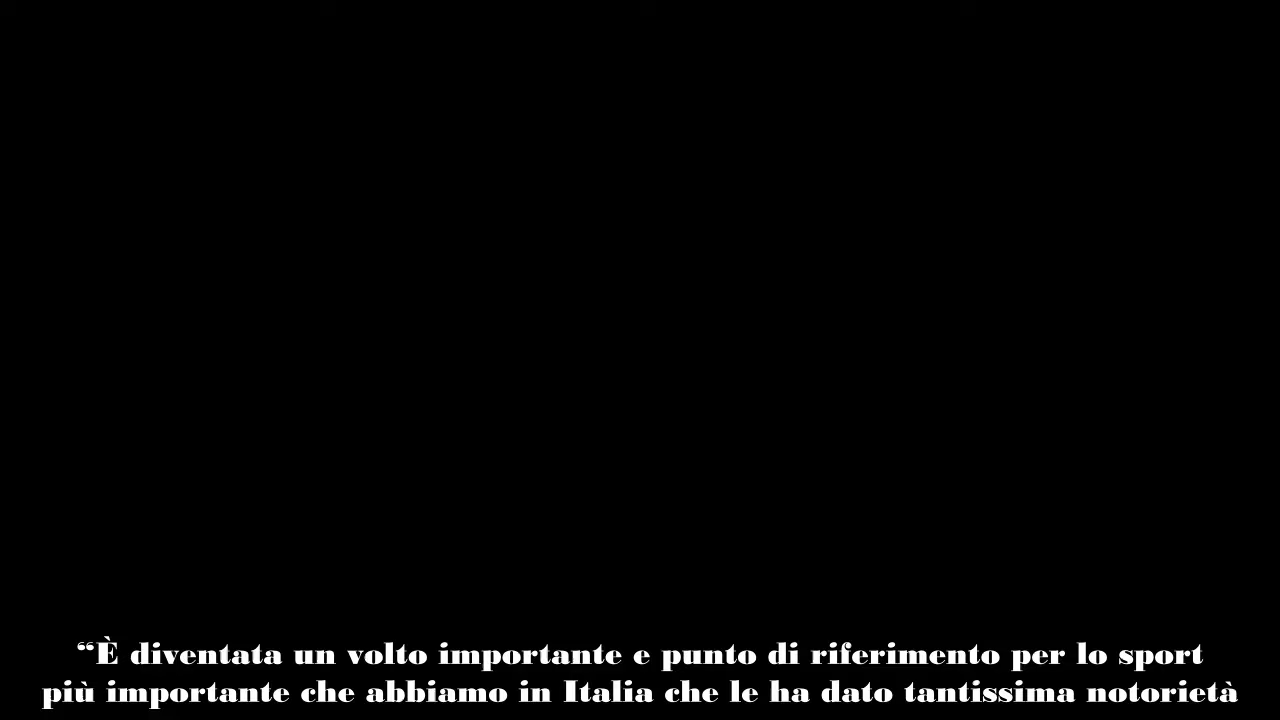 “È diventata un volto importante e punto di riferimento per lo sport
più importante che abbiamo in Italia che le ha dato tantissima notorietà